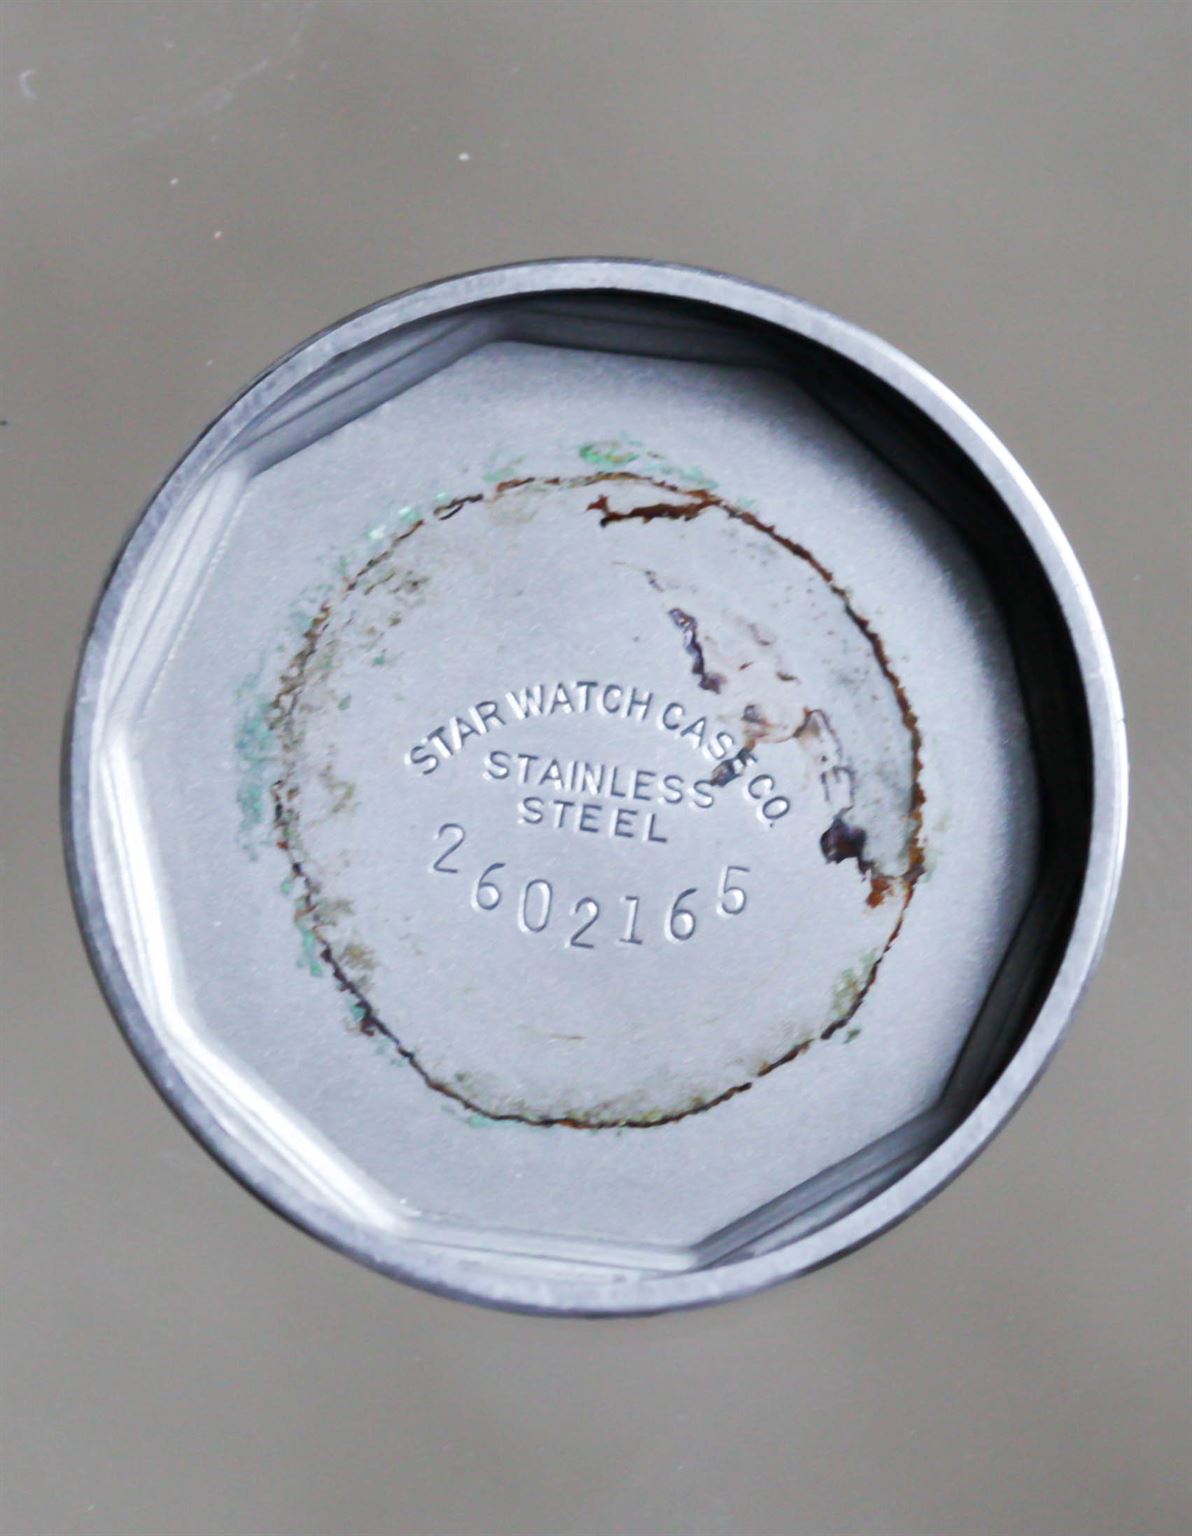 STAR WATCH CASE CO.
STAINLESS
STEEL
2602165